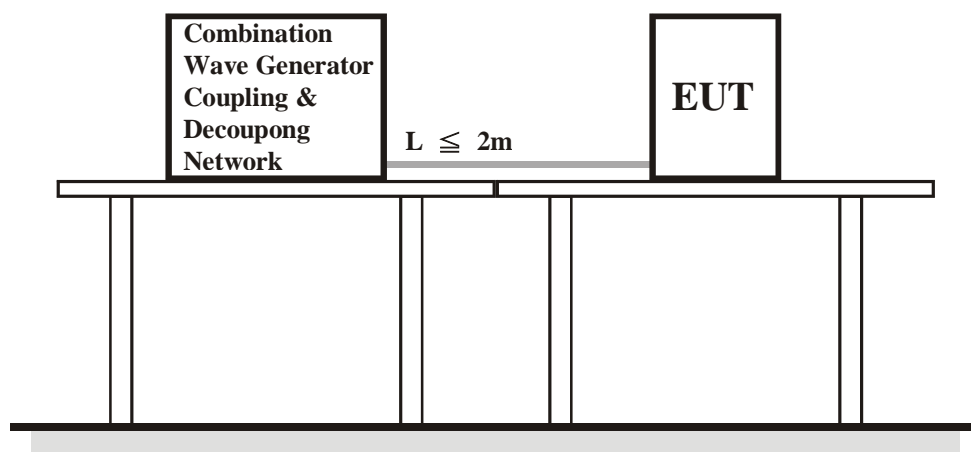 Combination
Wave Generator
Coupling &
Decoupong
Network
L ≦ 2m
EUT